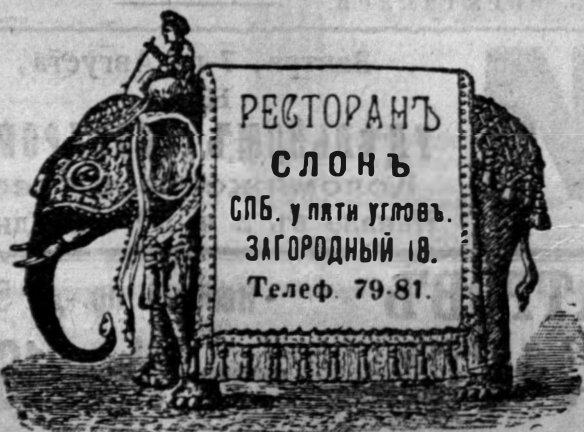 РЕСТОРАНЪ
СЛОНЪ
СПБ. у пяти угловъ.
ЗАГОРОДНЫЙ 18.
Телеф. 79-81.